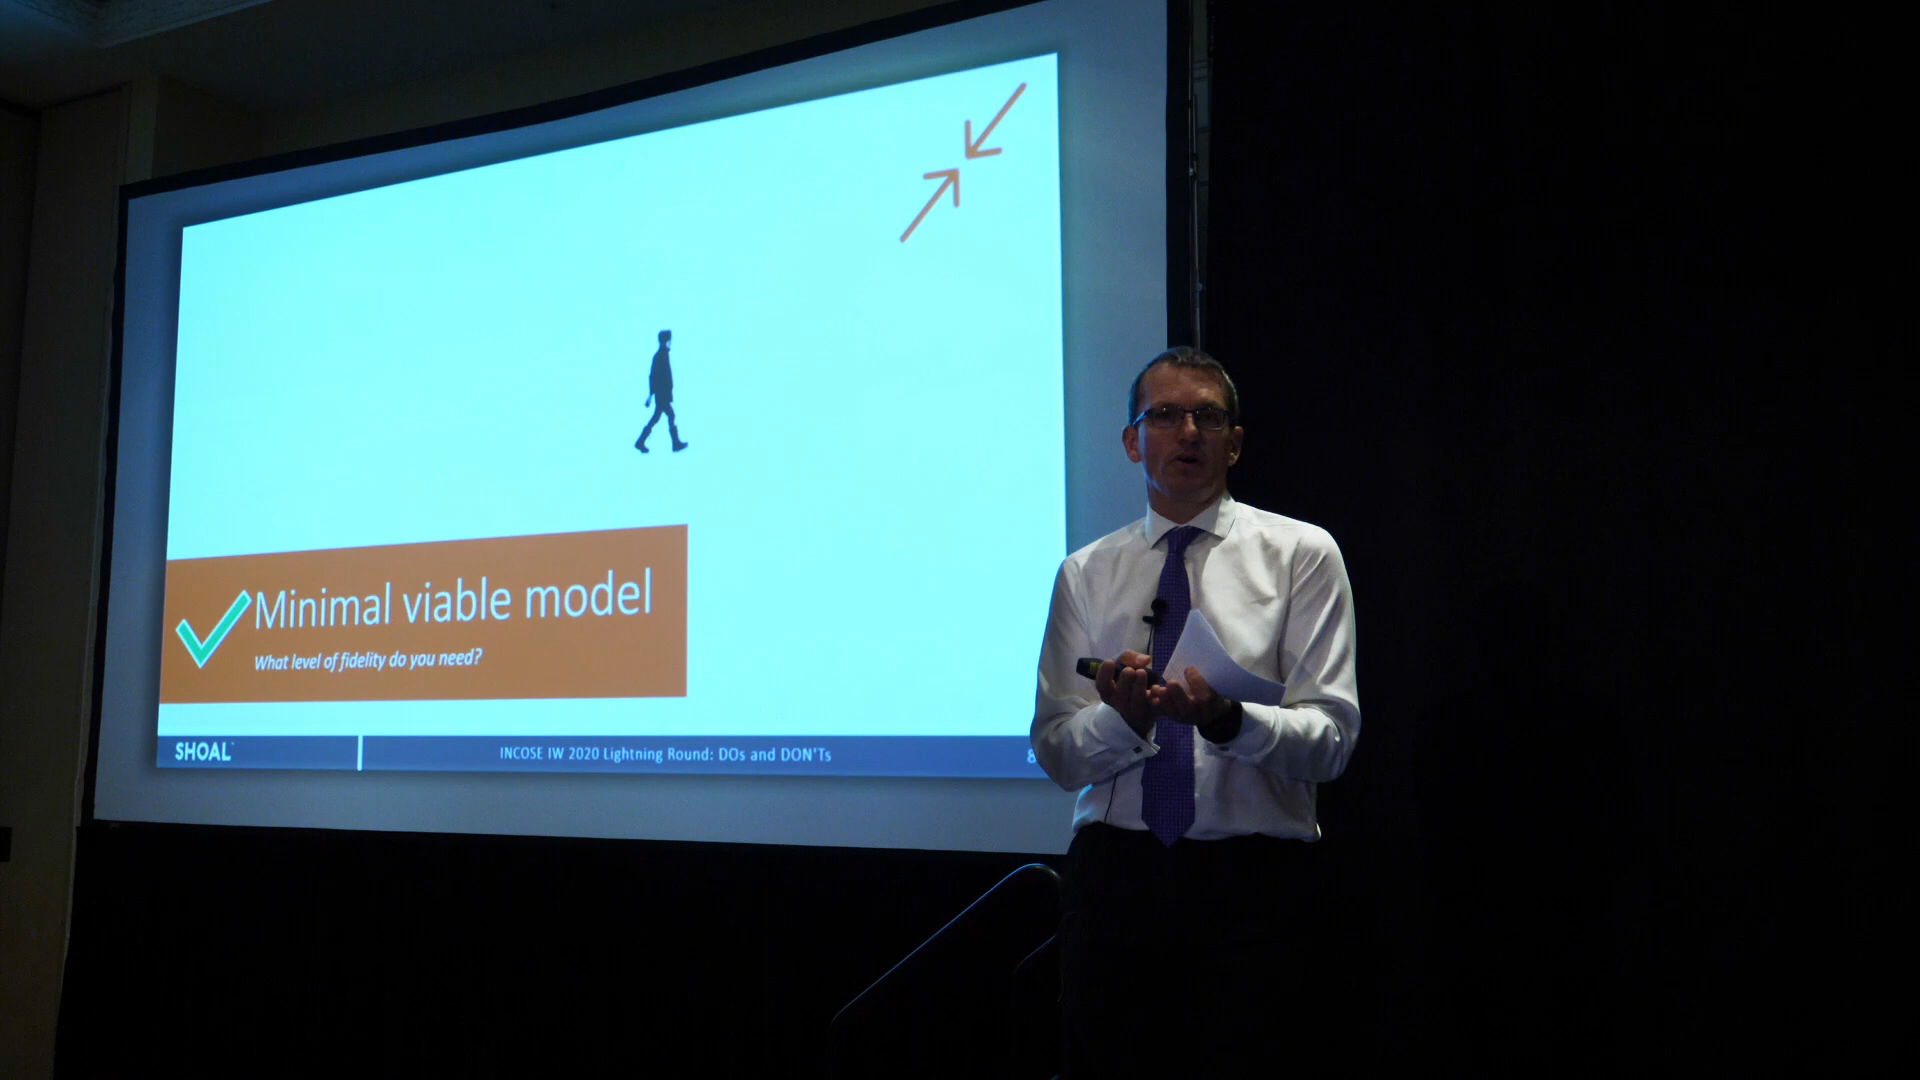 Minimal viable model
What level of fidelity do you need?
SHOAL
INCOSE IW 2020 Lightning Round: DOs and DON'Ts
8